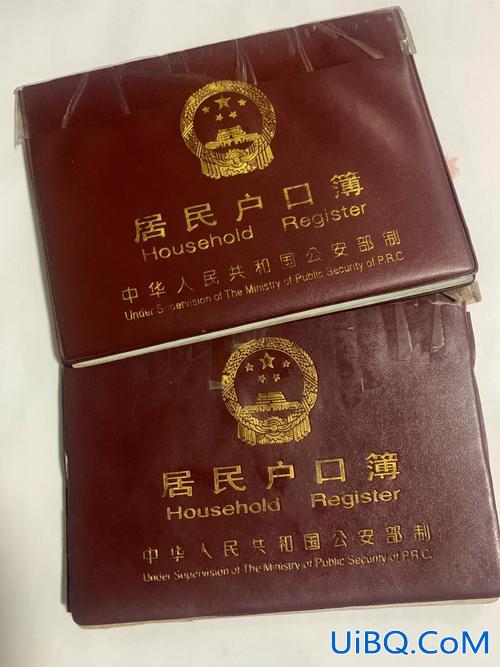 居民户口簿
Household Register
中华人民共和国公安部制
Under Supervision of The Ministry of Public Security of P.R.C
居民户口簿
Household Register
中华人民共和国公安部制
Under Supervision of The Ministry of Public Security of P.R.C.
UiBQ.CoM